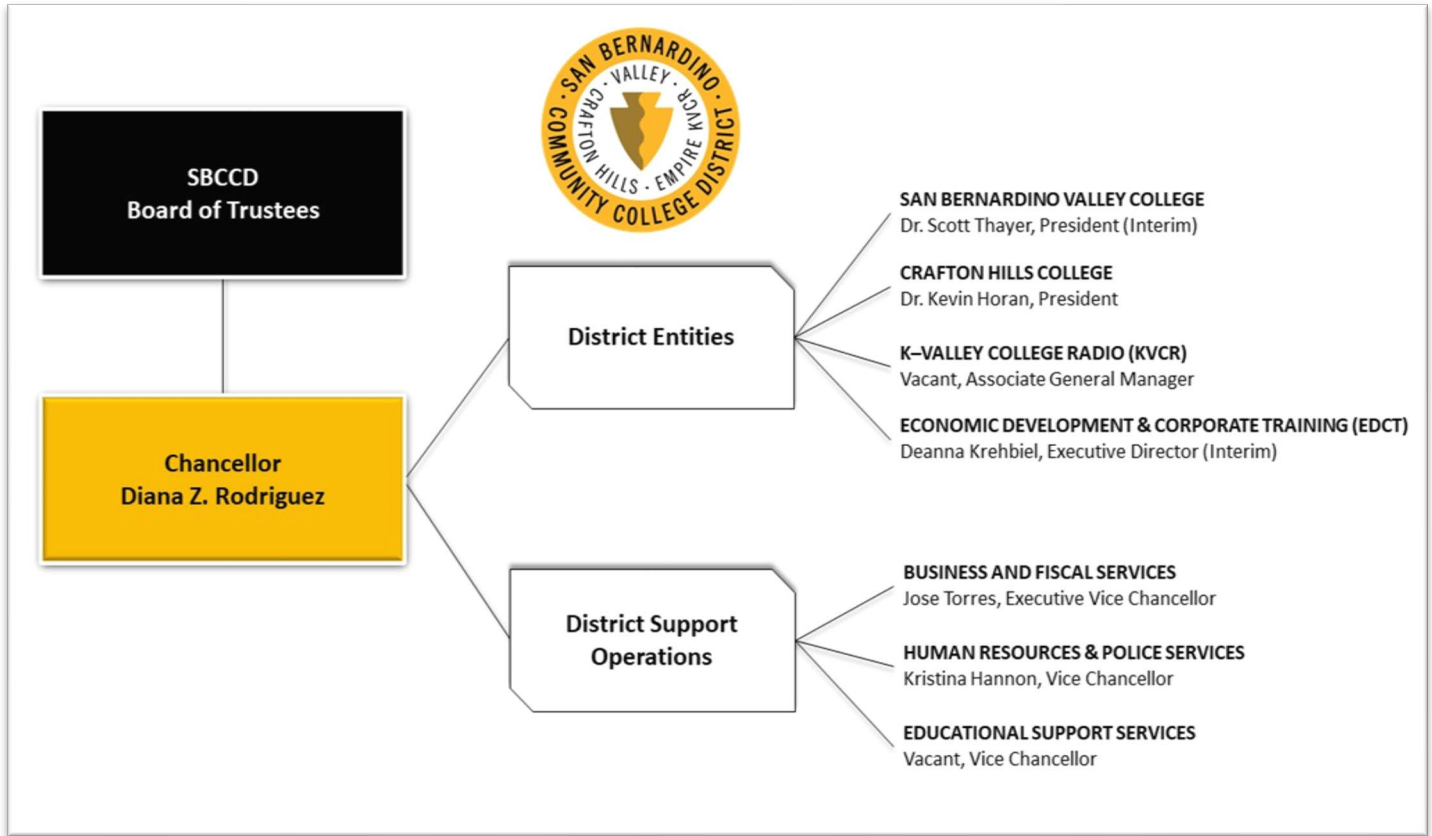 SAN BERNARDINO
COMMUNITY COLLEGE DISTRICT
VALLEY
CRAFTON HILLS · EMPIRE KVCR
SBCCD
Board of Trustees
Chancellor
Diana Z. Rodriguez
District Entities
SAN BERNARDINO VALLEY COLLEGE
Dr. Scott Thayer, President (Interim)
CRAFTON HILLS COLLEGE
Dr. Kevin Horan, President
K–VALLEY COLLEGE RADIO (KVCR)
Vacant, Associate General Manager
ECONOMIC DEVELOPMENT & CORPORATE TRAINING (EDCT)
Deanna Krehbiel, Executive Director (Interim)
District Support
Operations
BUSINESS AND FISCAL SERVICES
Jose Torres, Executive Vice Chancellor
HUMAN RESOURCES & POLICE SERVICES
Kristina Hannon, Vice Chancellor
EDUCATIONAL SUPPORT SERVICES
Vacant, Vice Chancellor